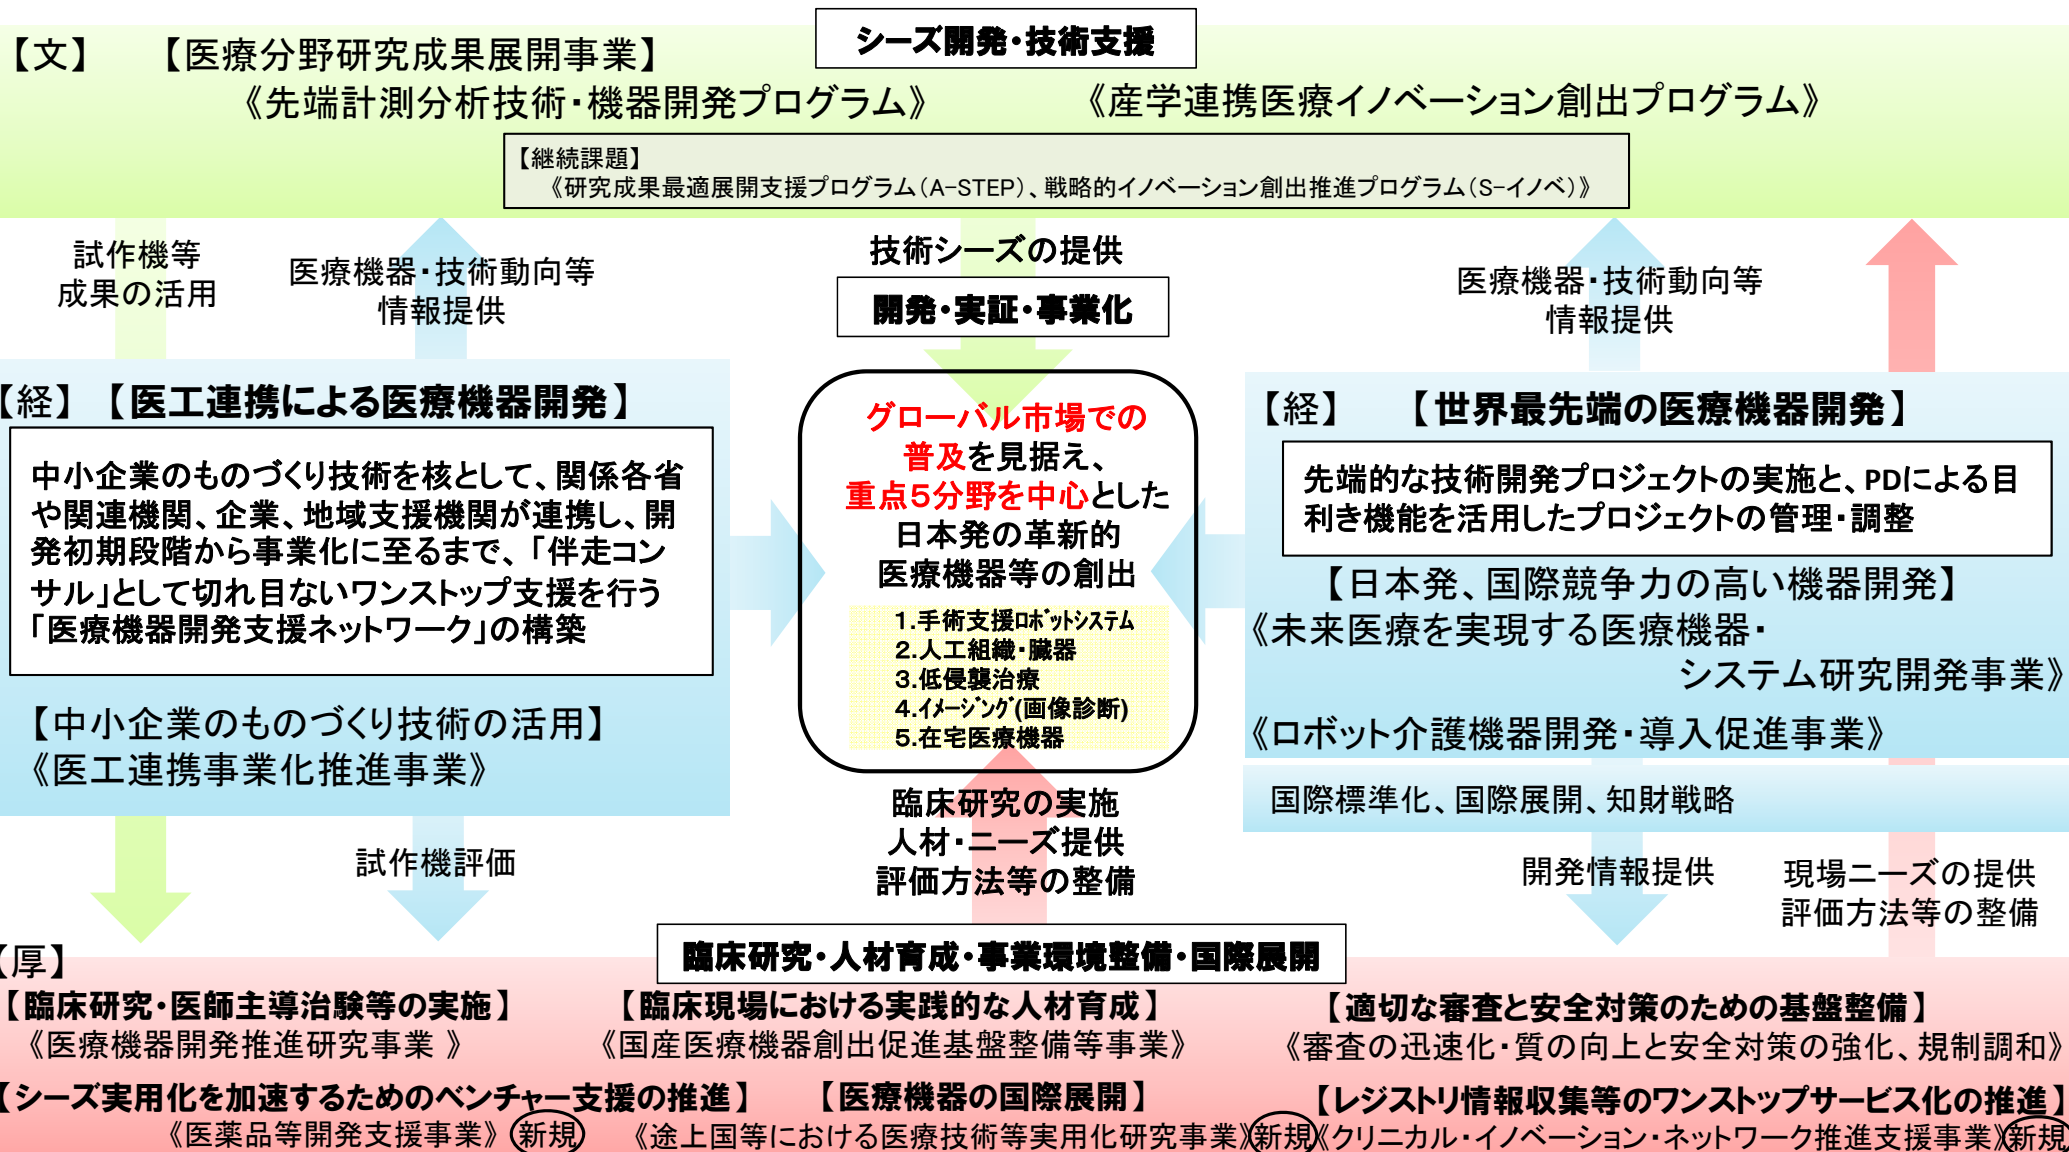 シーズ開発・技術支援
【文】　【医療分野研究成果展開事業】
《先端計測分析技術・機器開発プログラム》　《産学連携医療イノベーション創出プログラム》
【継続課題】
《研究成果最適展開支援プログラム（A-STEP）、戦略的イノベーション創出推進プログラム（S-イノベ）》
試作機等
成果の活用
医療機器・技術動向等
情報提供
技術シーズの提供
開発・実証・事業化
医療機器・技術動向等
情報提供
【経】【医工連携による医療機器開発】
中小企業のものづくり技術を核として、関係各省
や関連機関、企業、地域支援機関が連携し、開
発初期段階から事業化に至るまで、「伴走コン
サル」として切れ目ないワンストップ支援を行う
「医療機器開発支援ネットワーク」の構築
【中小企業のものづくり技術の活用】
《医工連携事業化推進事業》
グローバル市場での
普及を見据え、
重点５分野を中心とした
日本発の革新的
医療機器等の創出
1.手術支援ﾛﾎﾞｯﾄｼｽﾃﾑ
2.人工組織・臓器
3.低侵襲治療
4.ｲﾒｰｼﾞﾝｸﾞ(画像診断)
5.在宅医療機器
【経】　【世界最先端の医療機器開発】
先端的な技術開発プロジェクトの実施と、PDによる目
利き機能を活用したプロジェクトの管理・調整
【日本発、国際競争力の高い機器開発】
《未来医療を実現する医療機器・
システム研究開発事業》
《ロボット介護機器開発・導入促進事業》
国際標準化、国際展開、知財戦略
試作機評価
臨床研究の実施
人材・ニーズ提供
評価方法等の整備
開発情報提供
現場ニーズの提供
評価方法等の整備
【厚】
臨床研究・人材育成・事業環境整備・国際展開
【臨床研究・医師主導治験等の実施】
《医療機器開発推進研究事業 》
【臨床現場における実践的な人材育成】
《国産医療機器創出促進基盤整備等事業》
【適切な審査と安全対策のための基盤整備】
《審査の迅速化・質の向上と安全対策の強化、規制調和》
【シーズ実用化を加速するためのベンチャー支援の推進】
《医薬品等開発支援事業》新規
【医療機器の国際展開】
《途上国等における医療技術等実用化研究事業》新規
【レジストリ情報収集等のワンストップサービス化の推進】
《クリニカル・イノベーション・ネットワーク推進支援事業》新規